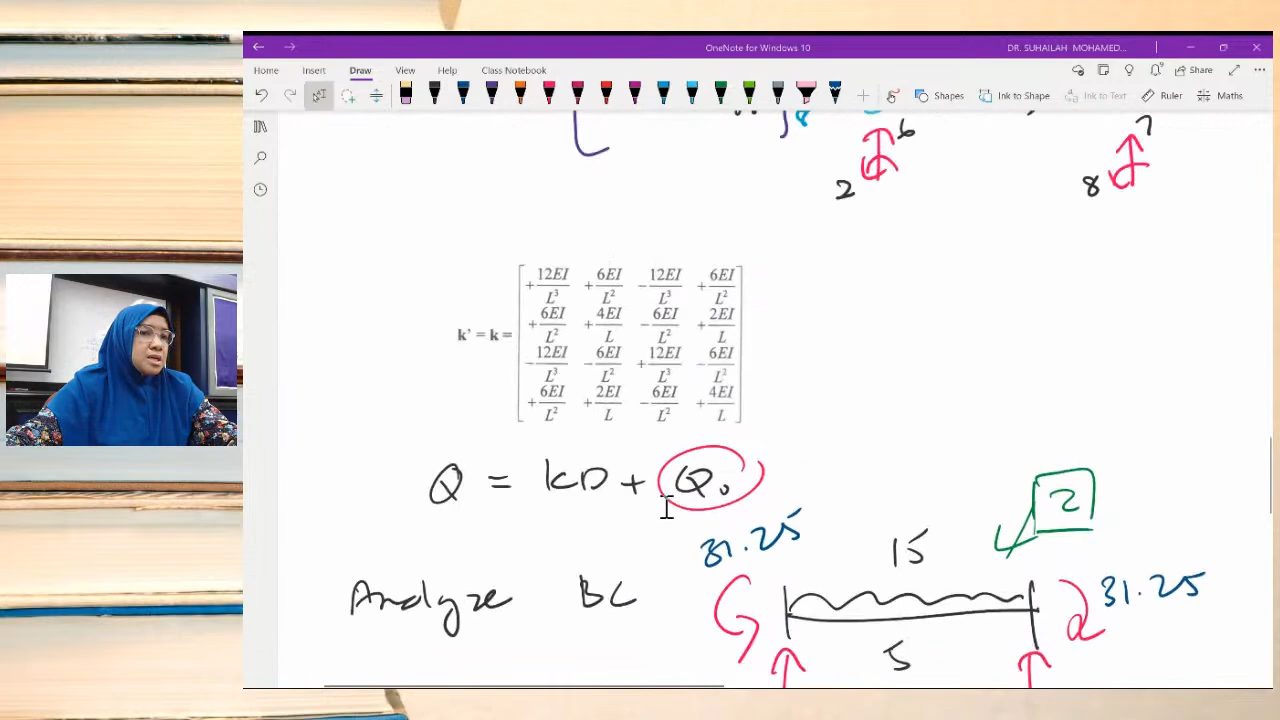 OneNote for Windows 10
DR. SUHAILAH MOHAMED...
Home Insert Draw View Help Class Notebook
Share
Shapes Ink to Shape Ink to Text Ruler Maths
8
6
7
2
8
k' = k =
+12EI/L³ +6EI/L² -12EI/L³ +6EI/L²
+6EI/L² +4EI/L -6EI/L² +2EI/L
-12EI/L³ -6EI/L² +12EI/L³ -6EI/L²
+6EI/L² +2EI/L -6EI/L² +4EI/L
Q = KD + Q₀
2
31.25
15
Analyze BC
31.25
5